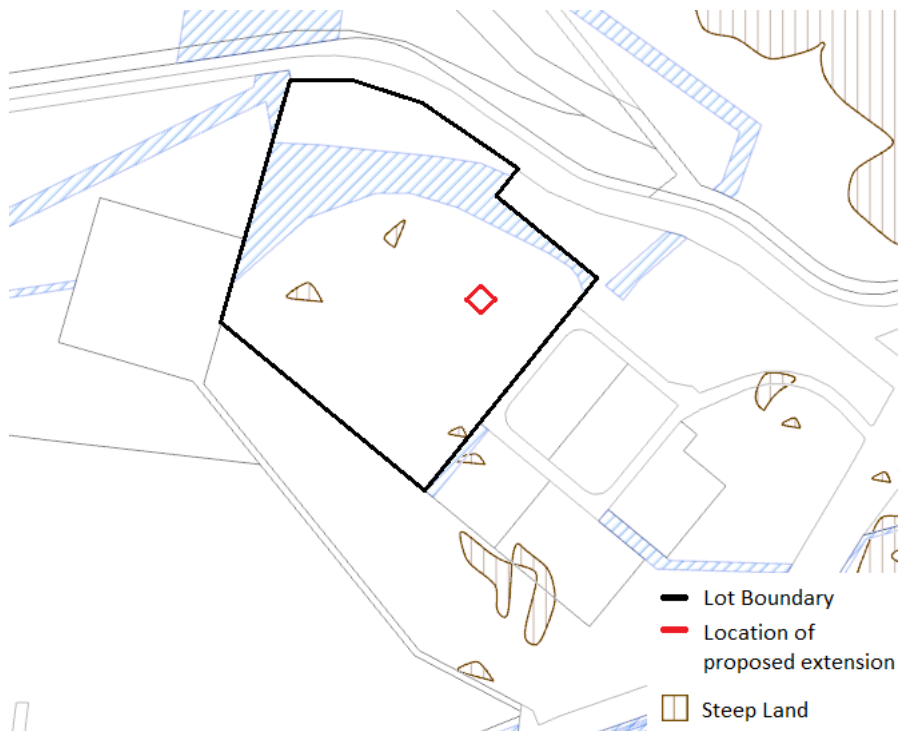 Lot Boundary
Location of
proposed extension
Steep Land